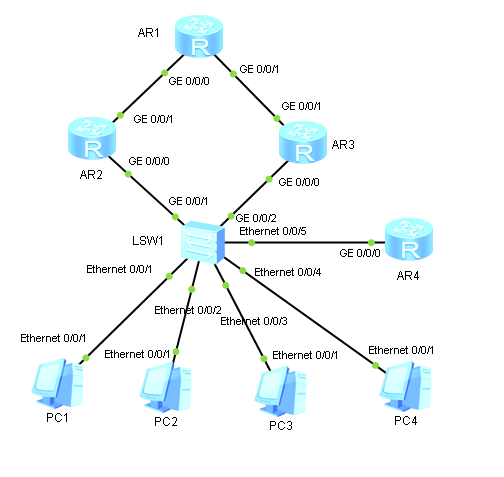 AR1
GE 0/0/0
GE 0/0/1
GE 0/0/1
GE 0/0/1
R
R
R
AR2
AR3
GE 0/0/0
GE 0/0/0
GE 0/0/1
GE 0/0/2
LSW1
Ethernet 0/0/5
GE 0/0/0
R
AR4
Ethernet 0/0/1
Ethernet 0/0/4
Ethernet 0/0/2
Ethernet 0/0/3
Ethernet 0/0/1
Ethernet 0/0/1
Ethernet 0/0/1
Ethernet 0/0/1
PC1
PC2
PC3
PC4